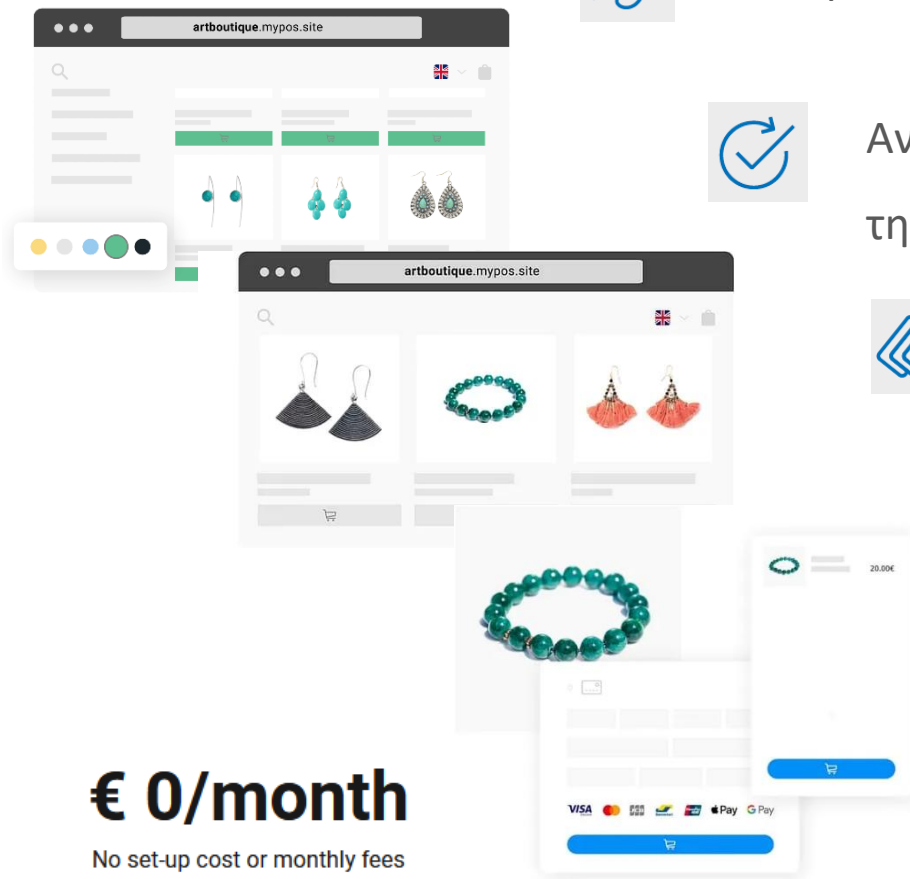 artboutique.mypos.site
Αν
τη
artboutique.mypos.site
20.00€
VISA Pay G Pay
€ 0/month
No set-up cost or monthly fees